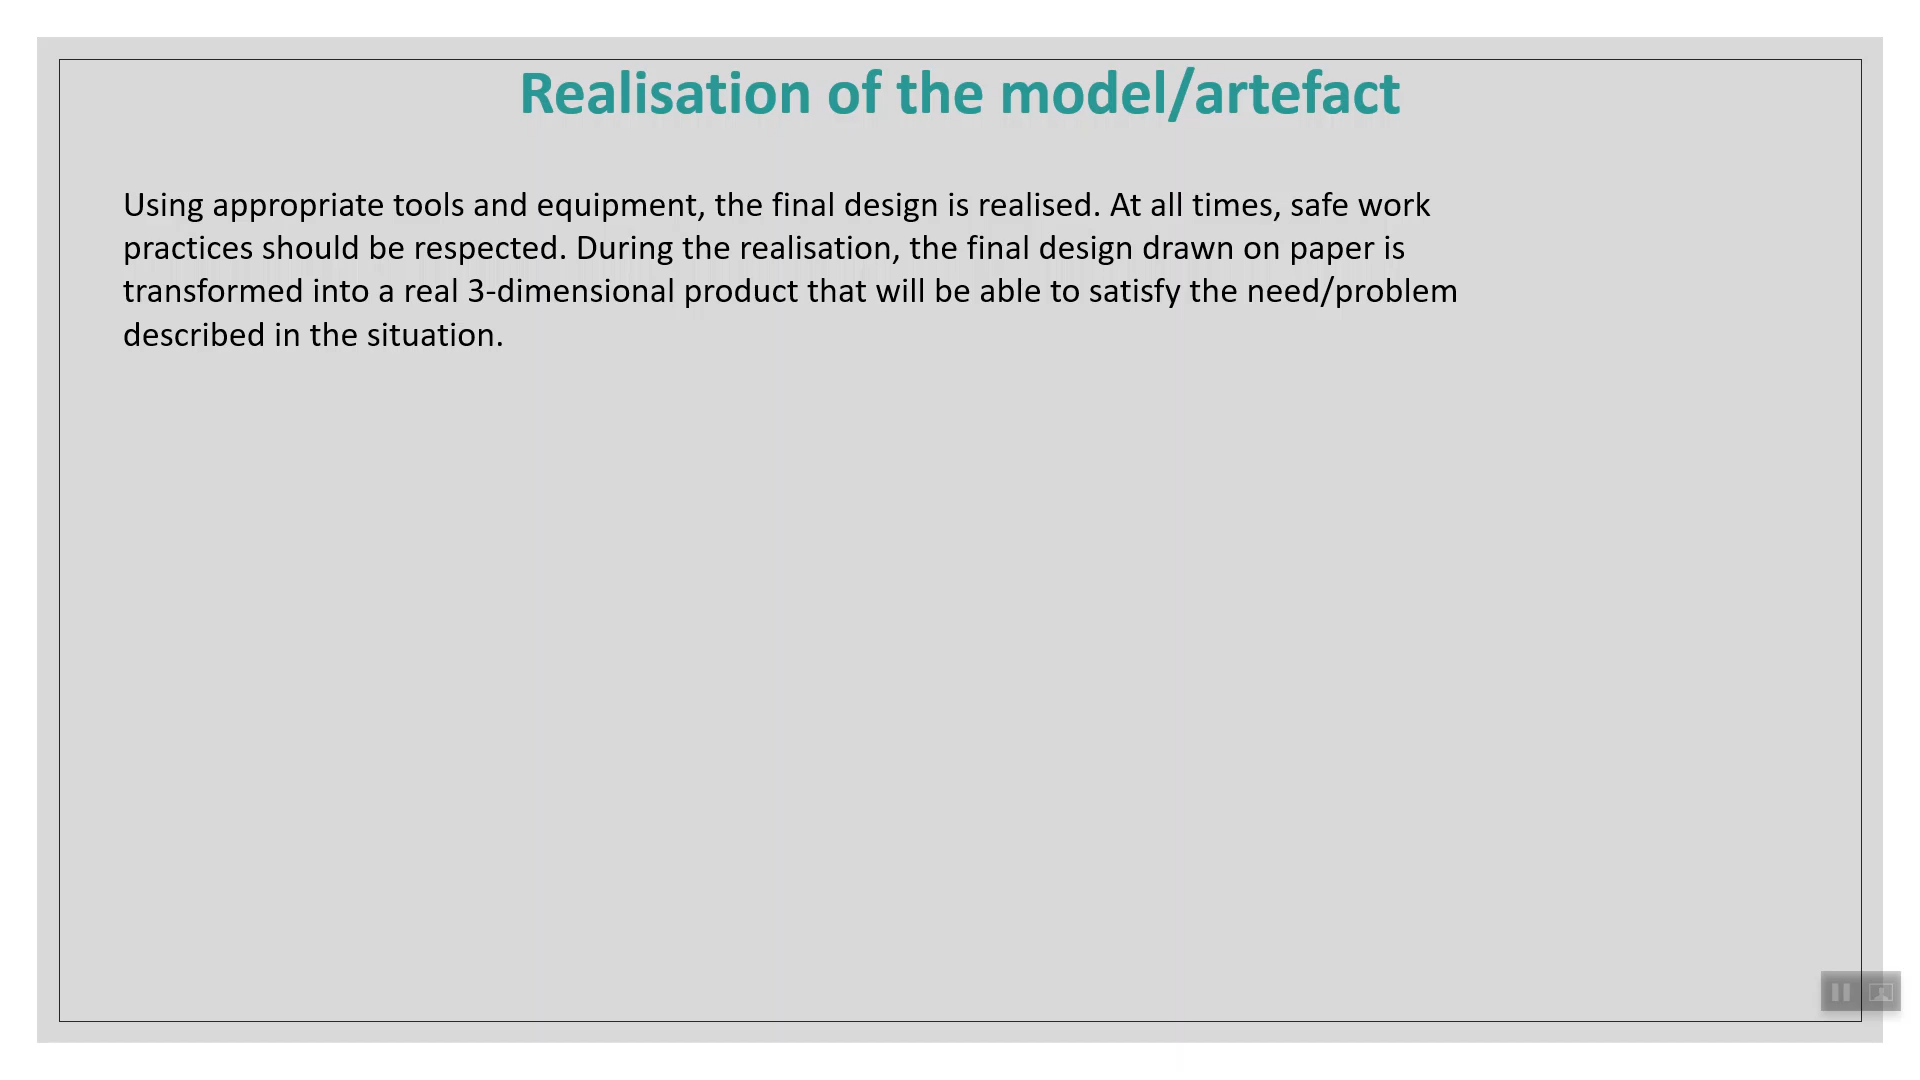 Realisation of the model/artefact
Using appropriate tools and equipment, the final design is realised. At all times, safe work
practices should be respected. During the realisation, the final design drawn on paper is
transformed into a real 3-dimensional product that will be able to satisfy the need/problem
described in the situation.